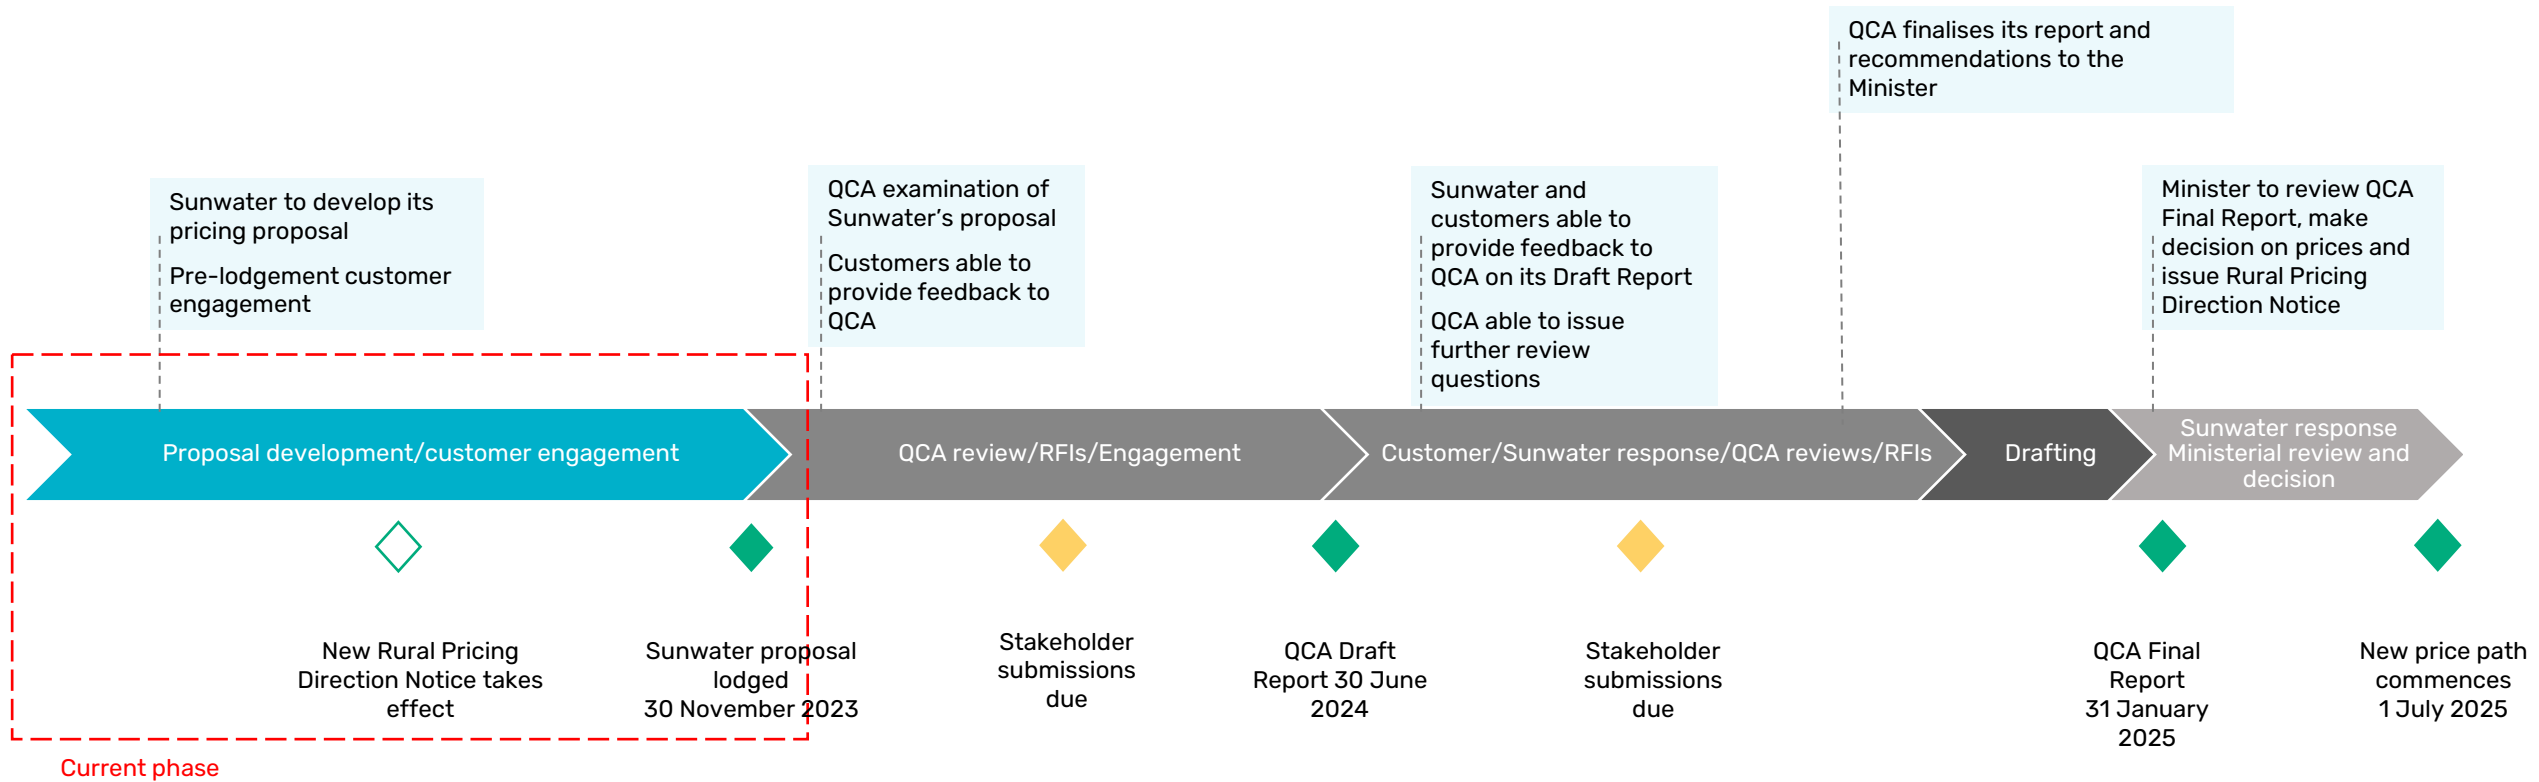 QCA finalises its report and
recommendations to the
Minister
Sunwater to develop its
pricing proposal
Pre-lodgement customer
engagement
QCA examination of
Sunwater’s proposal
Customers able to
provide feedback to
QCA
Sunwater and
customers able to
provide feedback to
QCA on its Draft Report
QCA able to issue
further review
questions
Minister to review QCA
Final Report, make
decision on prices and
issue Rural Pricing
Direction Notice
Proposal development/customer engagement
QCA review/RFIs/Engagement
Customer/Sunwater response/QCA reviews/RFIs
Drafting
Sunwater response
Ministerial review and
decision
New Rural Pricing
Direction Notice takes
effect
Sunwater proposal
lodged
30 November 2023
Stakeholder
submissions
due
QCA Draft
Report 30 June
2024
Stakeholder
submissions
due
QCA Final
Report
31 January
2025
New price path
commences
1 July 2025
Current phase